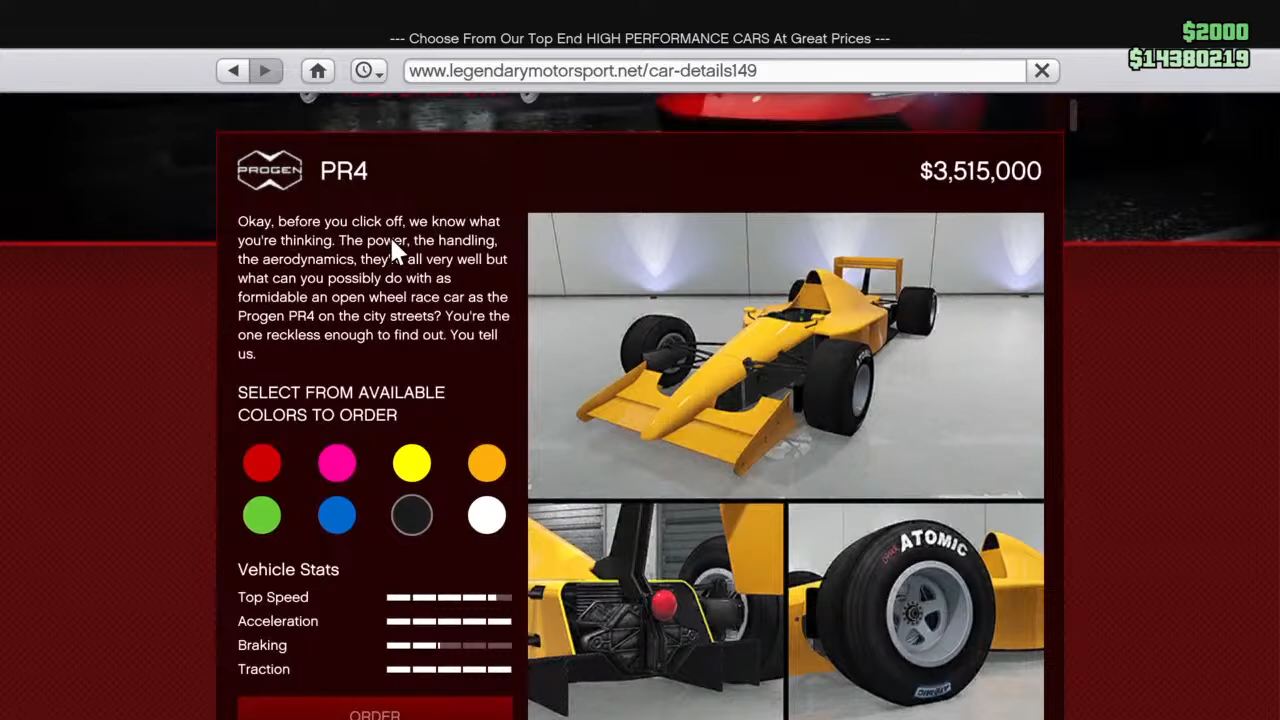 $2000
--- Choose From Our Top End HIGH PERFORMANCE CARS At Great Prices ---
$14380219
www.legendarymotorsport.net/car-details149
PROGEN
PR4
$3,515,000
Okay, before you click off, we know what
you're thinking. The power, the handling,
the aerodynamics, they're all very well but
what can you possibly do with as
formidable an open wheel race car as the
Progen PR4 on the city streets? You're the
one reckless enough to find out. You tell
us.
SELECT FROM AVAILABLE
COLORS TO ORDER
Vehicle Stats
Top Speed
Acceleration
Braking
Traction
ORDER
ATOMIC
ATOMIC